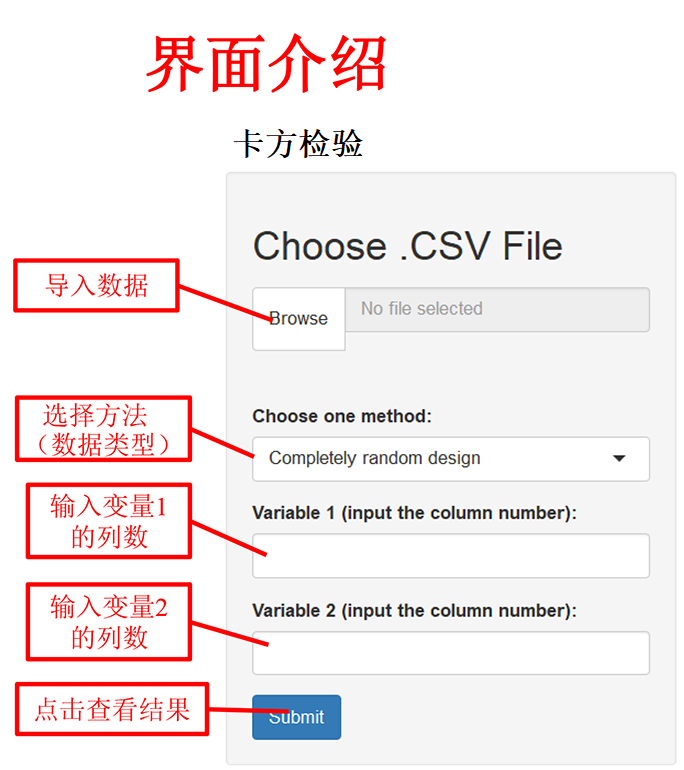 界面介绍
卡方检验
Choose .CSV File
导入数据
Browse
No file selected
Choose one method:
选择方法
（数据类型）
Completely random design
Variable 1 (input the column number):
输入变量1
的列数
Variable 2 (input the column number):
输入变量2
的列数
点击查看结果
Submit